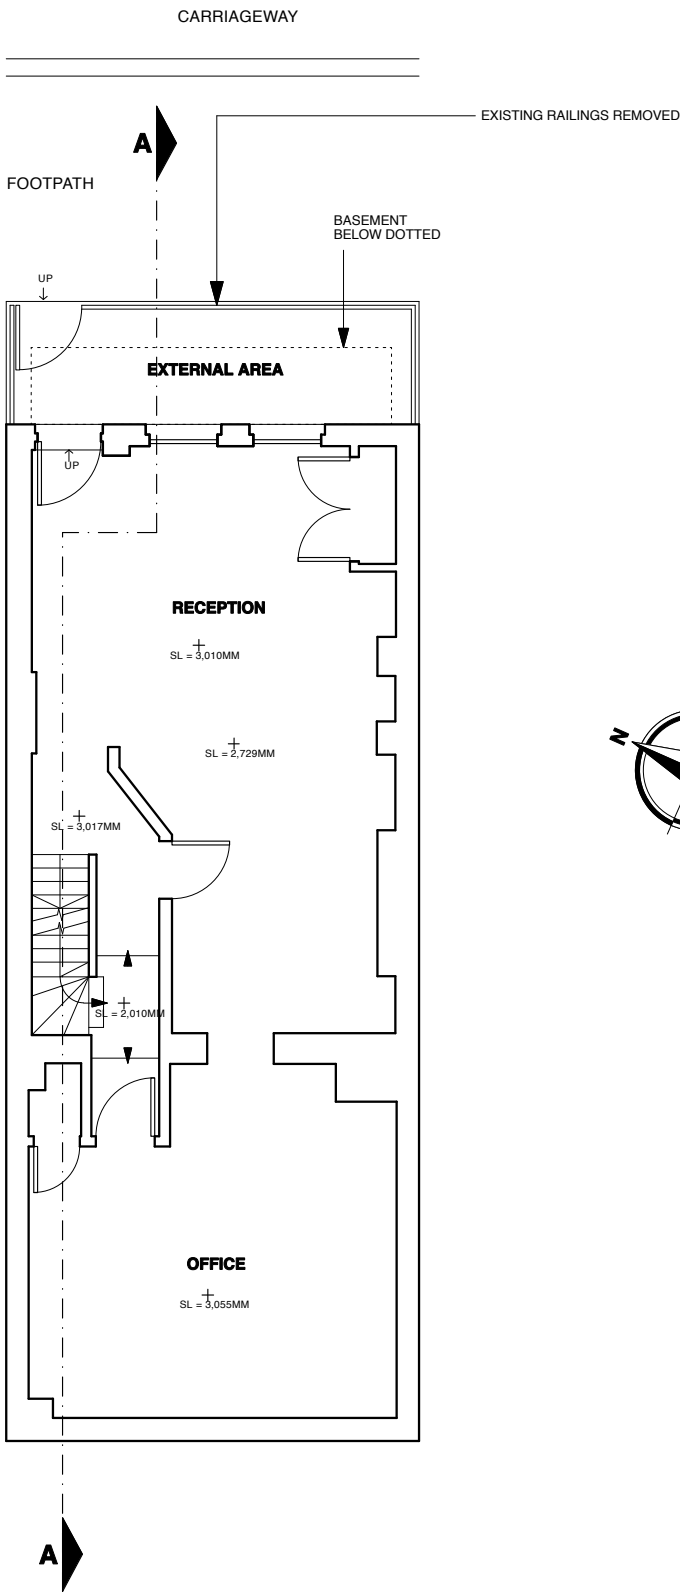 CARRIAGEWAY
EXISTING RAILINGS REMOVED
A
FOOTPATH
BASEMENT
BELOW DOTTED
UP
EXTERNAL AREA
UP
RECEPTION
SL = 3,010MM
N
SL = 2,729MM
SL = 3,017MM
SL = 2,010MM
OFFICE
SL = 3,055MM
A